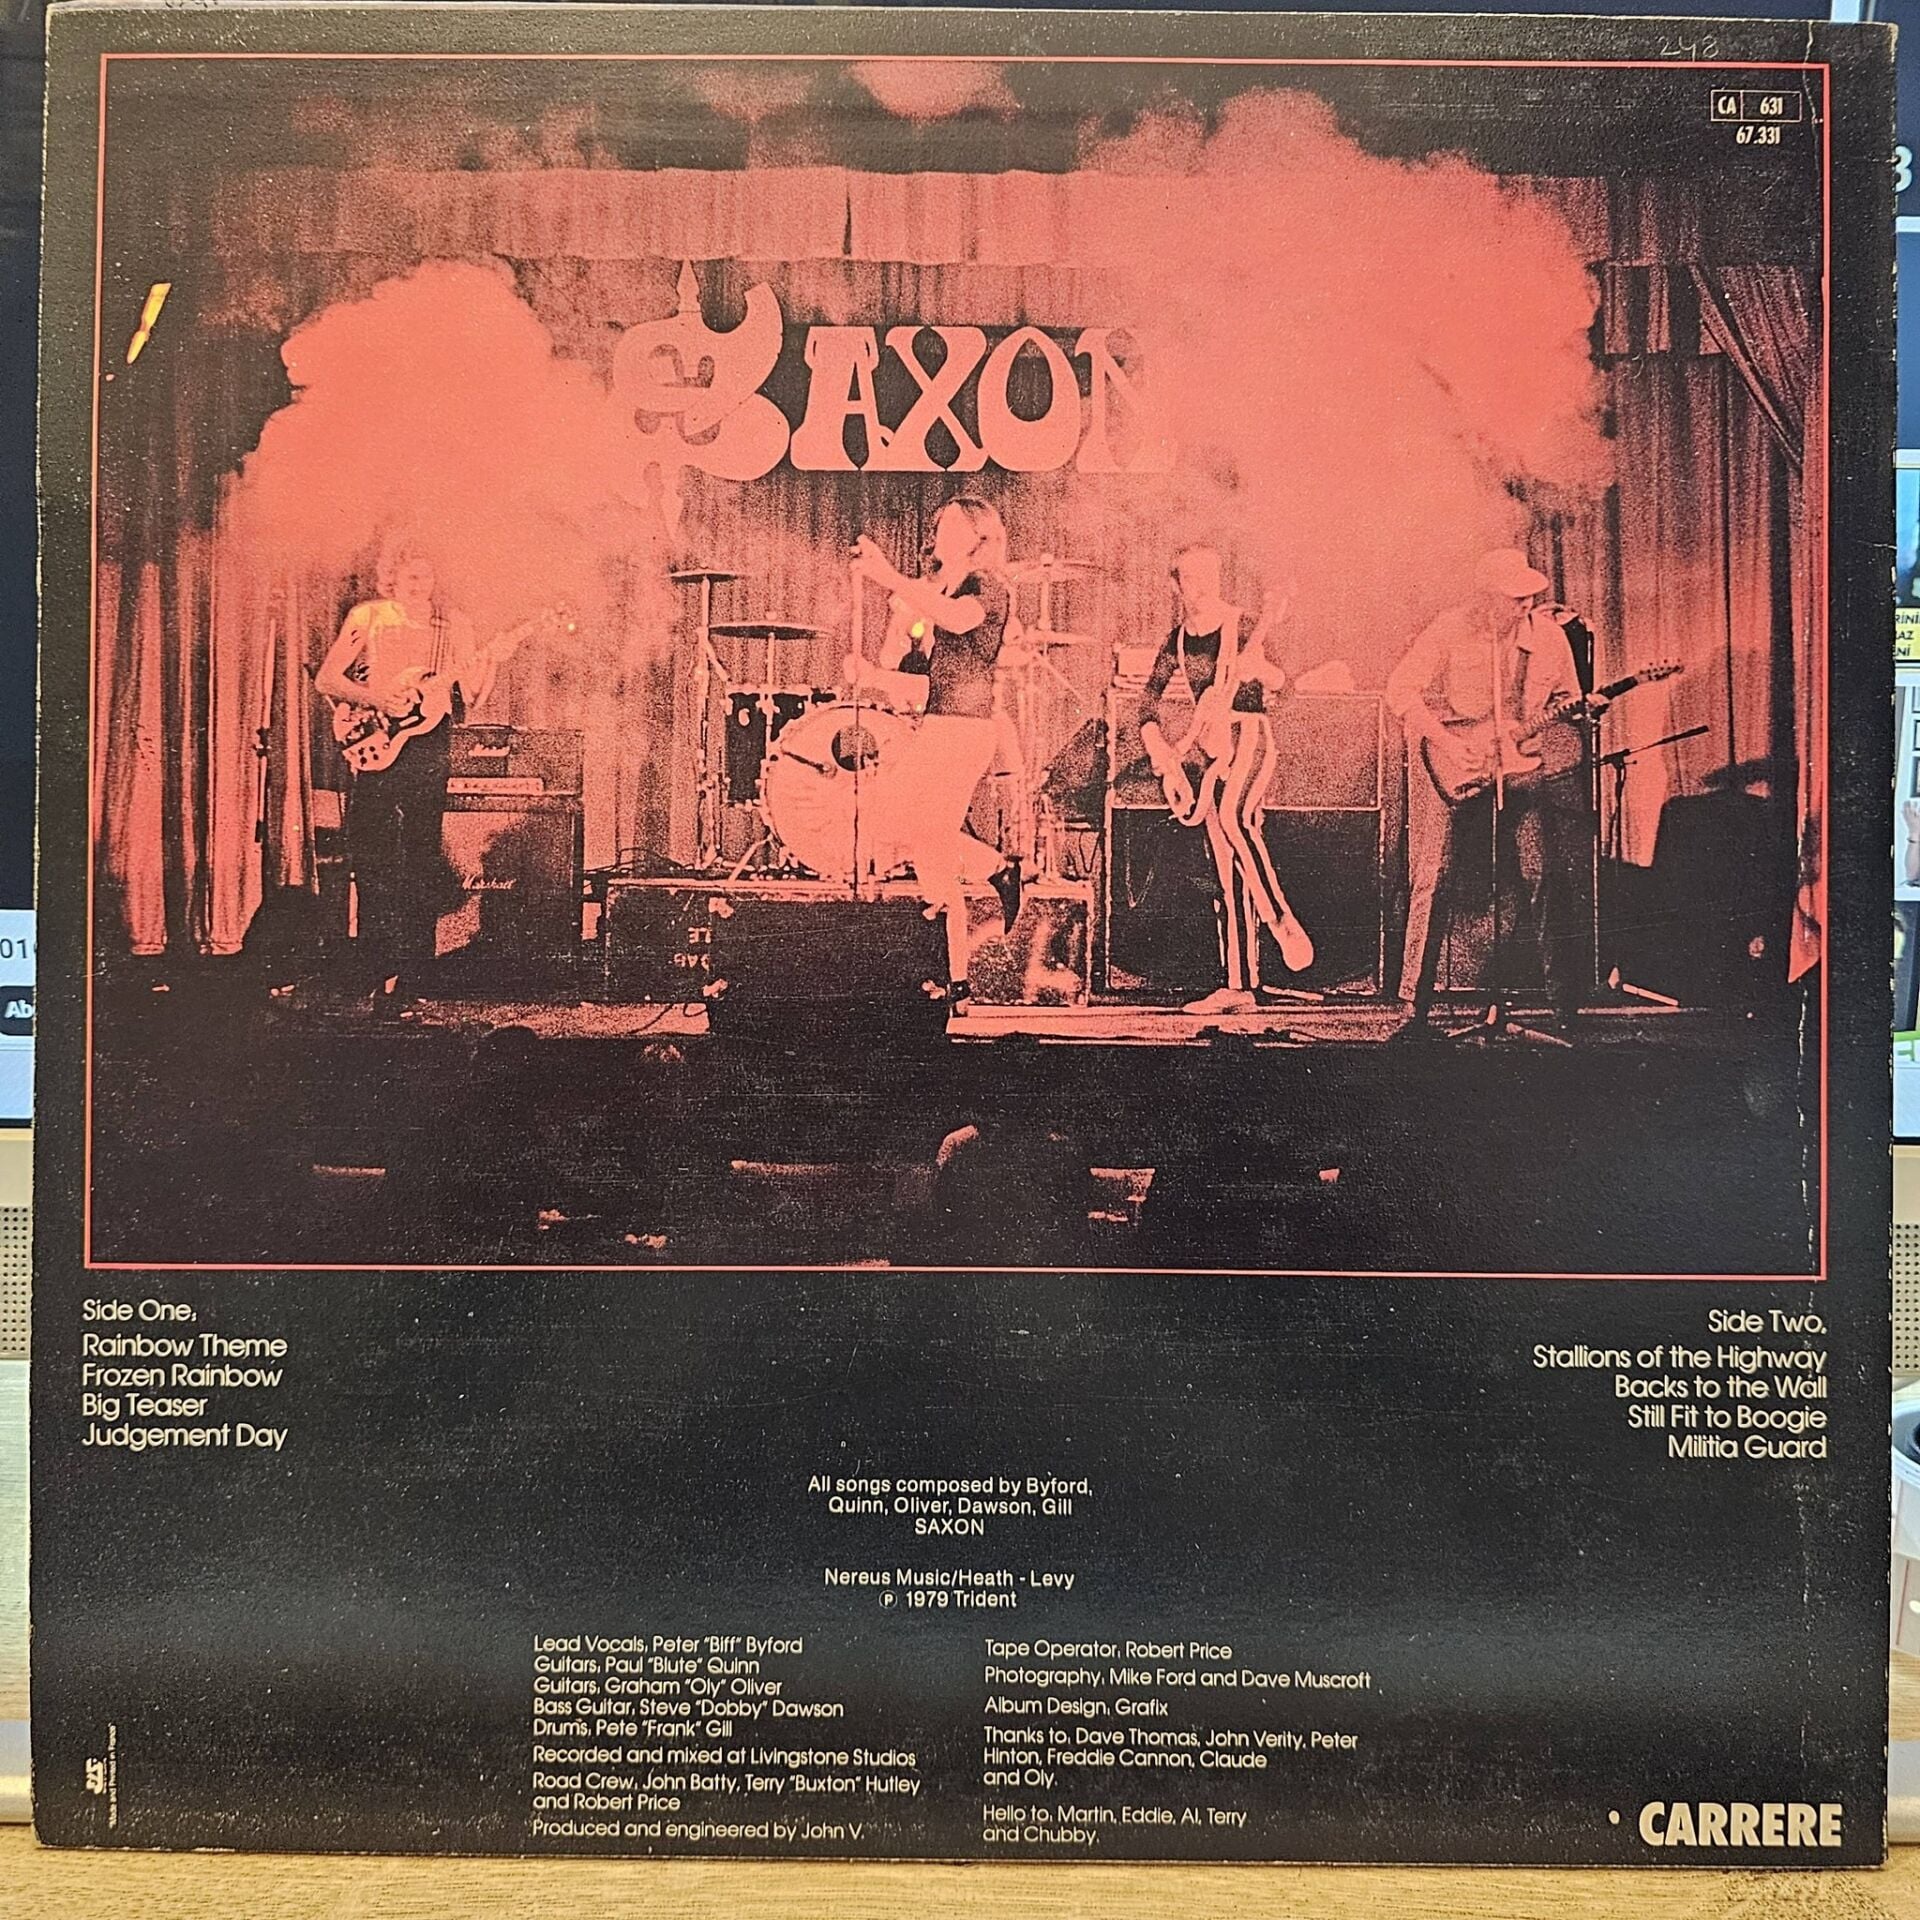 248
CA 631
67.331
SAXON
Marshall
Side One,
Rainbow Theme
Frozen Rainbow
Big Teaser
Judgement Day
Side Two,
Stallions of the Highway
Backs to the Wall
Still Fit to Boogie
Militia Guard
All songs composed by Byford,
Quinn, Oliver, Dawson, Gill
SAXON
Nereus Music/Heath - Levy
℗ 1979 Trident
Lead Vocals, Peter "Biff" Byford
Guitars, Paul "Blute" Quinn
Guitars, Graham "Oly" Oliver
Bass Guitar, Steve "Dobby" Dawson
Drums, Pete "Frank" Gill
Recorded and mixed at Livingstone Studios
Road Crew, John Batty, Terry "Buxton" Hutley
and Robert Price
Produced and engineered by John V.
Tape Operator, Robert Price
Photography, Mike Ford and Dave Muscroft
Album Design, Grafix
Thanks to, Dave Thomas, John Verity, Peter
Hinton, Freddie Cannon, Claude
and Oly.
Hello to, Martin, Eddie, Al, Terry
and Chubby.
"Made and Printed in France"
• CARRERE